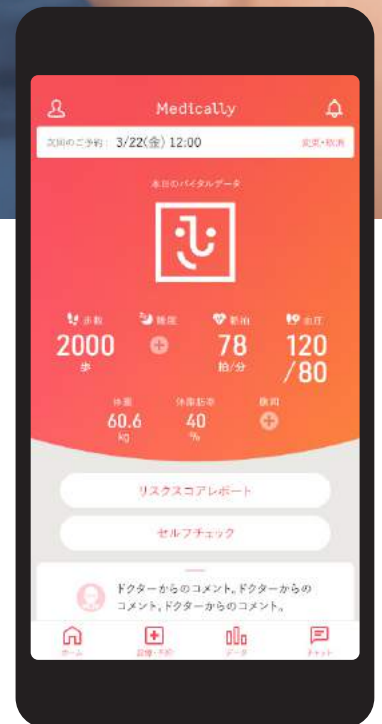 Medically
次回のご予約： 3/22(金) 12:00
変更・取消
本日のバイタルデータ
歩数
2000
歩
睡眠
脈拍
78
拍/分
血圧
120
/80
体重
60.6
kg
体脂肪率
40
%
リスクスコアレポート
セルフチェック
ドクターからのコメント。ドクターからの
コメント。ドクターからのコメント。
ホーム
診療・予約
データ
チャット